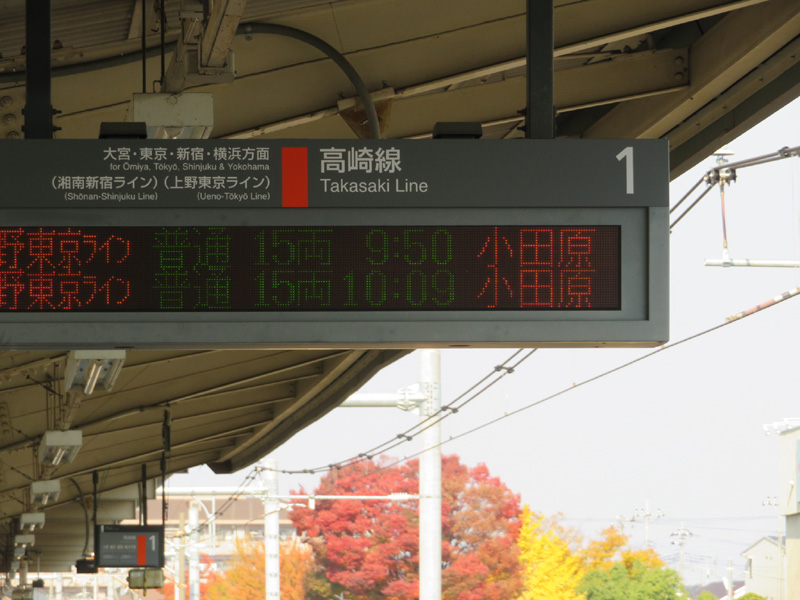 大宮・東京・新宿・横浜方面
for Ōmiya, Tōkyō, Shinjuku & Yokohama
(湘南新宿ライン) (上野東京ライン)
(Shōnan-Shinjuku Line) (Ueno-Tōkyō Line)
高崎線
Takasaki Line
1
野東京ライン 普通 15両 9:50 小田原
野東京ライン 普通 15両 10:09 小田原
1